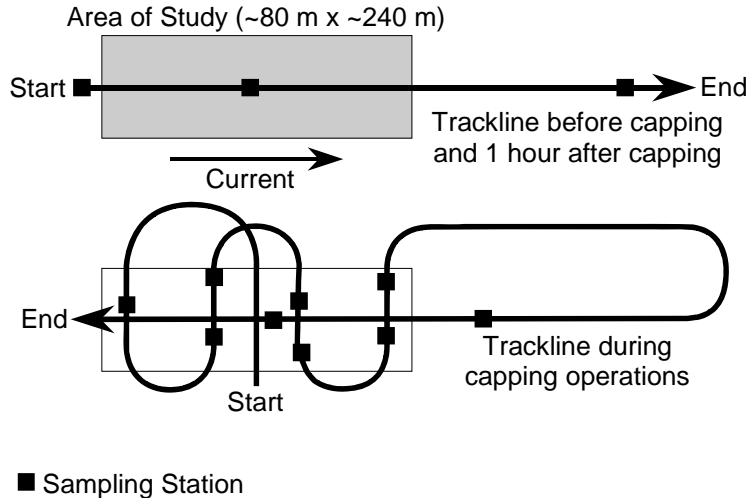 Area of Study (~80 m x ~240 m)
Start
End
Trackline before capping
and 1 hour after capping
Current
End
Trackline during
capping operations
Start
Sampling Station